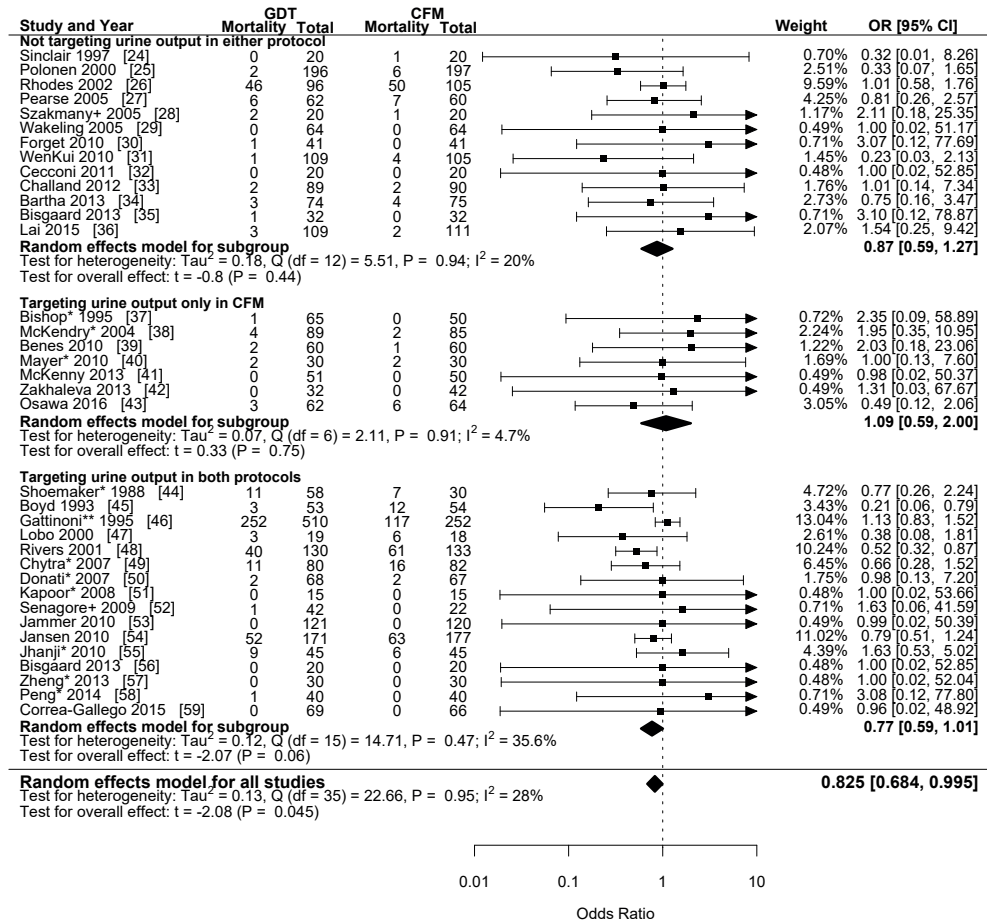 GDT CFM
Study and Year Mortality Total Mortality Total Weight OR [95% CI]
Not targeting urine output in either protocol
Sinclair 1997 [24] 0 20 1 20 0.70% 0.32 [0.01, 8.26]
Polonen 2000 [25] 2 196 6 197 2.51% 0.33 [0.07, 1.65]
Rhodes 2002 [26] 46 96 50 105 9.59% 1.01 [0.58, 1.76]
Pearse 2005 [27] 6 62 7 60 4.25% 0.81 [0.26, 2.57]
Szakmany+ 2005 [28] 2 20 1 20 1.17% 2.11 [0.18, 25.35]
Wakeling 2005 [29] 0 64 0 64 0.49% 1.00 [0.02, 51.17]
Forget 2010 [30] 1 41 0 41 0.71% 3.07 [0.12, 77.69]
WenKui 2010 [31] 1 109 4 105 1.45% 0.23 [0.03, 2.13]
Cecconi 2011 [32] 0 20 0 20 0.48% 1.00 [0.02, 52.85]
Challand 2012 [33] 2 89 2 90 1.76% 1.01 [0.14, 7.34]
Bartha 2013 [34] 3 74 4 75 2.73% 0.75 [0.16, 3.47]
Bisgaard 2013 [35] 1 32 0 32 0.71% 3.10 [0.12, 78.87]
Lai 2015 [36] 3 109 2 111 2.07% 1.54 [0.25, 9.42]
Random effects model for subgroup 0.87 [0.59, 1.27]
Test for heterogeneity: Tau² = 0.18, Q (df = 12) = 5.51, P = 0.94; I² = 20%
Test for overall effect: t = -0.8 (P = 0.44)
Targeting urine output only in CFM
Bishop* 1995 [37] 1 65 0 50 0.72% 2.35 [0.09, 58.89]
McKendry* 2004 [38] 4 89 2 85 2.24% 1.95 [0.35, 10.95]
Benes 2010 [39] 2 60 1 60 1.22% 2.03 [0.18, 23.06]
Mayer* 2010 [40] 2 30 2 30 1.69% 1.00 [0.13, 7.60]
McKenny 2013 [41] 0 51 0 50 0.49% 0.98 [0.02, 50.37]
Zakhaleva 2013 [42] 0 32 0 42 0.49% 1.31 [0.03, 67.67]
Osawa 2016 [43] 3 62 6 64 3.05% 0.49 [0.12, 2.06]
Random effects model for subgroup 1.09 [0.59, 2.00]
Test for heterogeneity: Tau² = 0.07, Q (df = 6) = 2.11, P = 0.91; I² = 4.7%
Test for overall effect: t = 0.33 (P = 0.75)
Targeting urine output in both protocols
Shoemaker* 1988 [44] 11 58 7 30 4.72% 0.77 [0.26, 2.24]
Boyd 1993 [45] 3 53 12 54 3.43% 0.21 [0.06, 0.79]
Gattinoni** 1995 [46] 252 510 117 252 13.04% 1.13 [0.83, 1.52]
Lobo 2000 [47] 3 19 6 18 2.61% 0.38 [0.08, 1.81]
Rivers 2001 [48] 40 130 61 133 10.24% 0.52 [0.32, 0.87]
Chytra* 2007 [49] 11 80 16 82 6.45% 0.66 [0.28, 1.52]
Donati* 2007 [50] 2 68 2 67 1.75% 0.98 [0.13, 7.20]
Kapoor* 2008 [51] 0 15 0 15 0.48% 1.00 [0.02, 53.66]
Senagore+ 2009 [52] 1 42 0 22 0.71% 1.63 [0.06, 41.59]
Jammer 2010 [53] 0 121 0 120 0.49% 0.99 [0.02, 50.39]
Jansen 2010 [54] 52 171 63 177 11.02% 0.79 [0.51, 1.24]
Jhanji* 2010 [55] 9 45 6 45 4.39% 1.63 [0.53, 5.02]
Bisgaard 2013 [56] 0 20 0 20 0.48% 1.00 [0.02, 52.85]
Zheng* 2013 [57] 0 30 0 30 0.48% 1.00 [0.02, 52.04]
Peng* 2014 [58] 1 40 0 40 0.71% 3.08 [0.12, 77.80]
Correa-Gallego 2015 [59] 0 69 0 66 0.49% 0.96 [0.02, 48.92]
Random effects model for subgroup 0.77 [0.59, 1.01]
Test for heterogeneity: Tau² = 0.12, Q (df = 15) = 14.71, P = 0.47; I² = 35.6%
Test for overall effect: t = -2.07 (P = 0.06)
Random effects model for all studies 0.825 [0.684, 0.995]
Test for heterogeneity: Tau² = 0.13, Q (df = 35) = 22.66, P = 0.95; I² = 28%
Test for overall effect: t = -2.08 (P = 0.045)
0.01 0.1 1 10
Odds Ratio